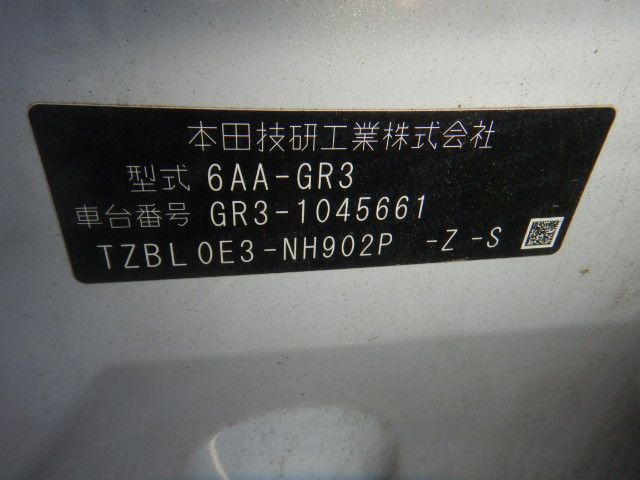 本田技研工業株式会社
型式 6AA-GR3
車台番号 GR3-1045661
TZBL0E3-NH902P -Z -S